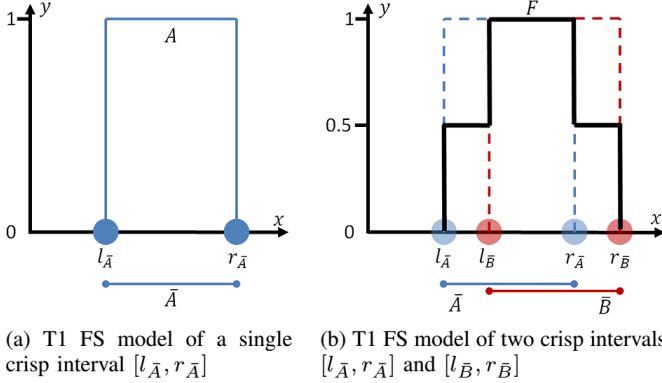 y
1
A
0
x
l_Ā r_Ā
Ā
y
F
1
0.5
0
x
l_Ā l_B̄ r_Ā r_B̄
Ā B̄
(a) T1 FS model of a single
crisp interval [l_Ā, r_Ā]
(b) T1 FS model of two crisp intervals
[l_Ā, r_Ā] and [l_B̄, r_B̄]